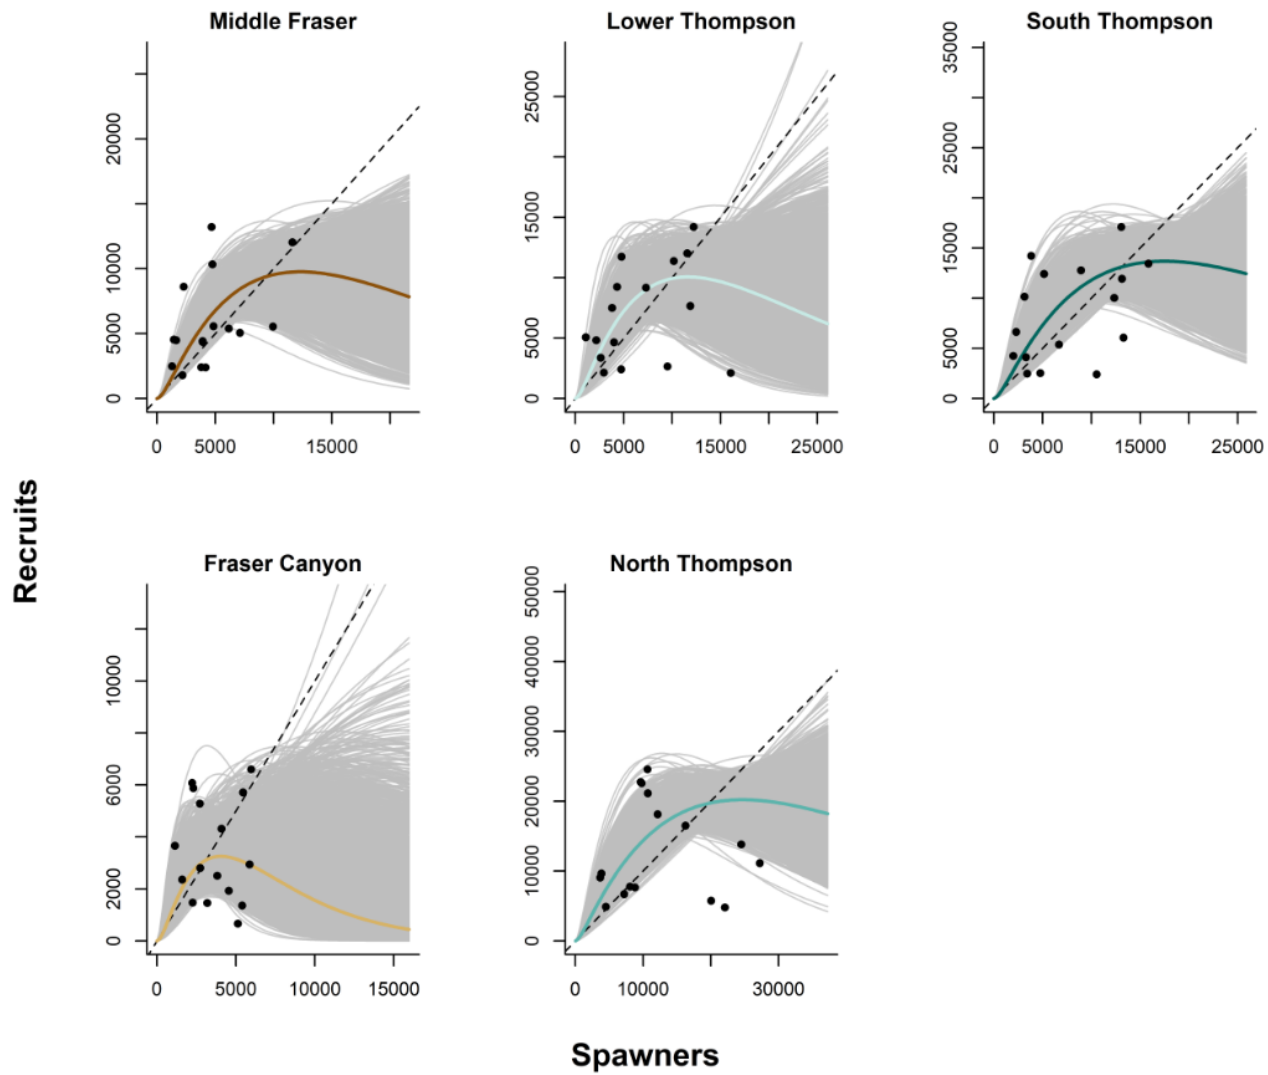 Middle Fraser
Lower Thompson
South Thompson
0 5000 10000 20000
0 5000 15000
0 5000 15000 25000
0 5000 15000 25000
0 5000 15000 25000 35000
0 5000 15000 25000
Recruits
Fraser Canyon
North Thompson
0 2000 6000 10000
0 5000 10000 15000
0 10000 20000 30000 40000 50000
0 10000 30000
Spawners